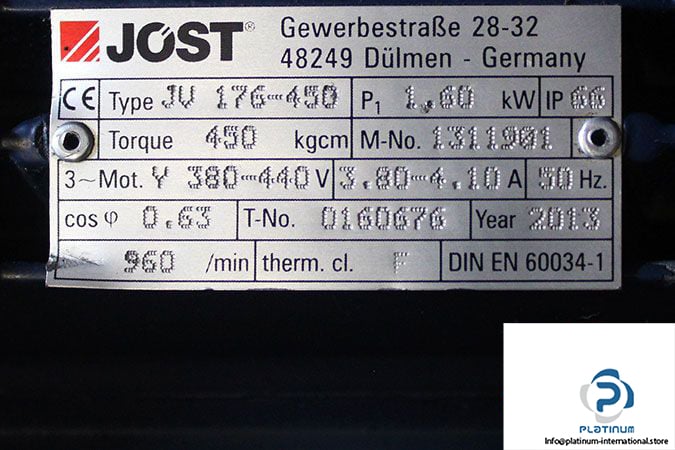 JÖST® Gewerbestraße 28-32
48249 Dülmen - Germany
CE Type JV 176-450 P1 1,60 kW IP 66
Torque 450 kgcm M-No. 1311901
3~Mot. Y 380-440 V 3.80-4.10 A 50 Hz.
cos φ 0.63 T-No. 0160676 Year 2013
960 /min therm. cl. F DIN EN 60034-1
PLATINUM
Info@platinum-international.store